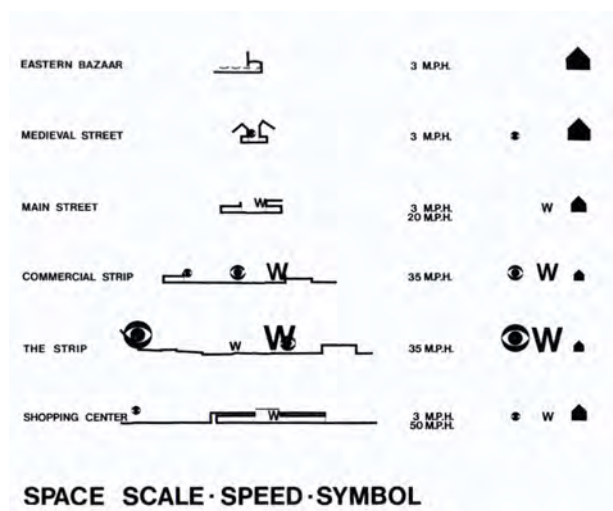 EASTERN BAZAAR 3 M.P.H.
MEDIEVAL STREET 3 M.P.H.
MAIN STREET W 3 M.P.H. W
20 M.P.H.
COMMERCIAL STRIP W 35 M.P.H. W
THE STRIP W W 35 M.P.H. W
SHOPPING CENTER W 3 M.P.H. W
50 M.P.H.
SPACE SCALE · SPEED · SYMBOL